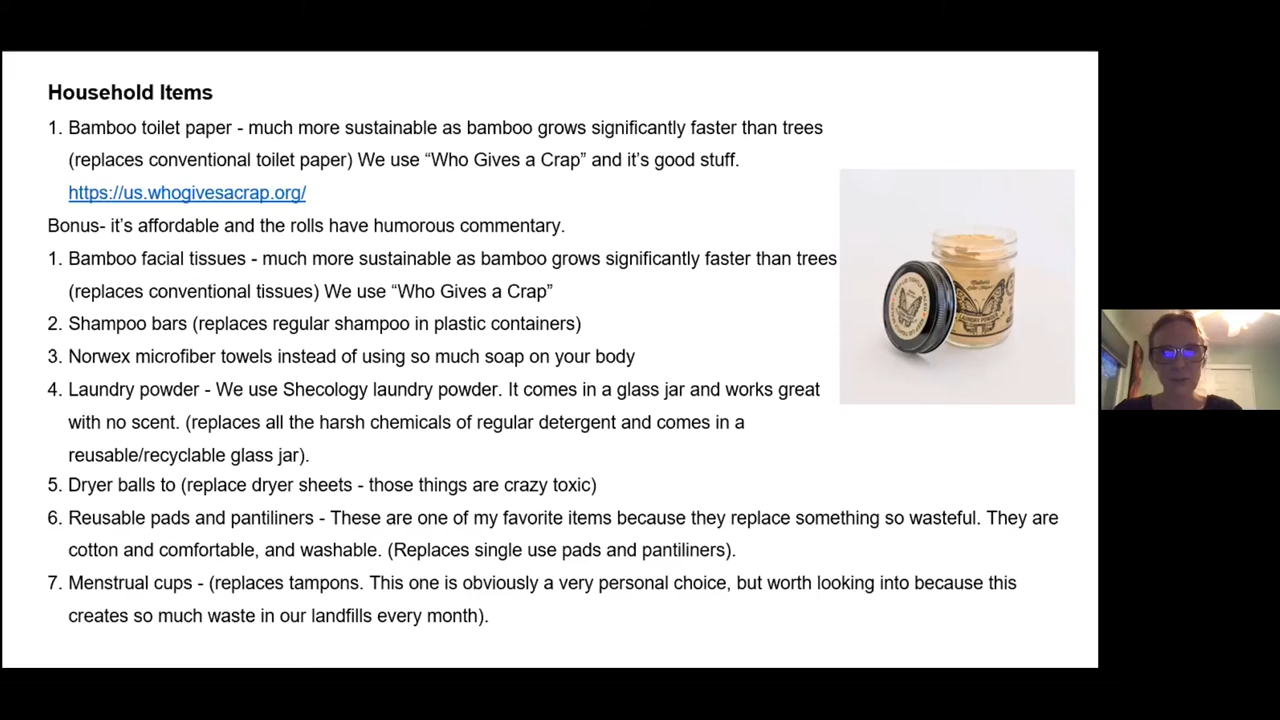 Household Items
1. Bamboo toilet paper - much more sustainable as bamboo grows significantly faster than trees
(replaces conventional toilet paper) We use “Who Gives a Crap” and it’s good stuff.
https://us.whogivesacrap.org/
Bonus- it’s affordable and the rolls have humorous commentary.
1. Bamboo facial tissues - much more sustainable as bamboo grows significantly faster than trees
(replaces conventional tissues) We use “Who Gives a Crap”
2. Shampoo bars (replaces regular shampoo in plastic containers)
3. Norwex microfiber towels instead of using so much soap on your body
4. Laundry powder - We use Shecology laundry powder. It comes in a glass jar and works great
with no scent. (replaces all the harsh chemicals of regular detergent and comes in a
reusable/recyclable glass jar).
5. Dryer balls to (replace dryer sheets - those things are crazy toxic)
6. Reusable pads and pantiliners - These are one of my favorite items because they replace something so wasteful. They are
cotton and comfortable, and washable. (Replaces single use pads and pantiliners).
7. Menstrual cups - (replaces tampons. This one is obviously a very personal choice, but worth looking into because this
creates so much waste in our landfills every month).